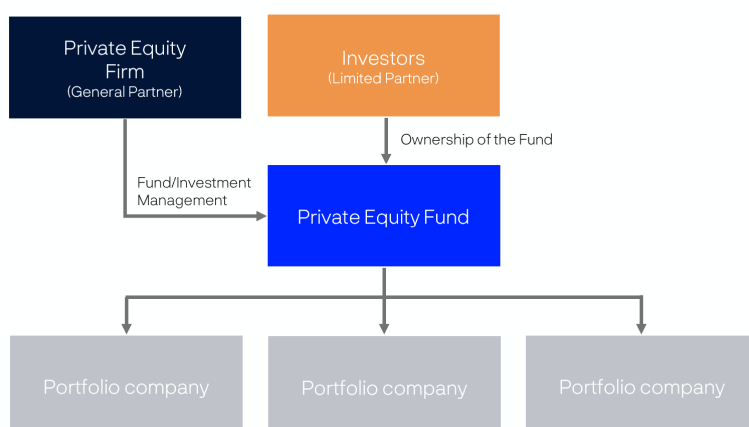 Private Equity
Firm
(General Partner)
Investors
(Limited Partner)
Ownership of the Fund
Fund/Investment
Management
Private Equity Fund
Portfolio company
Portfolio company
Portfolio company